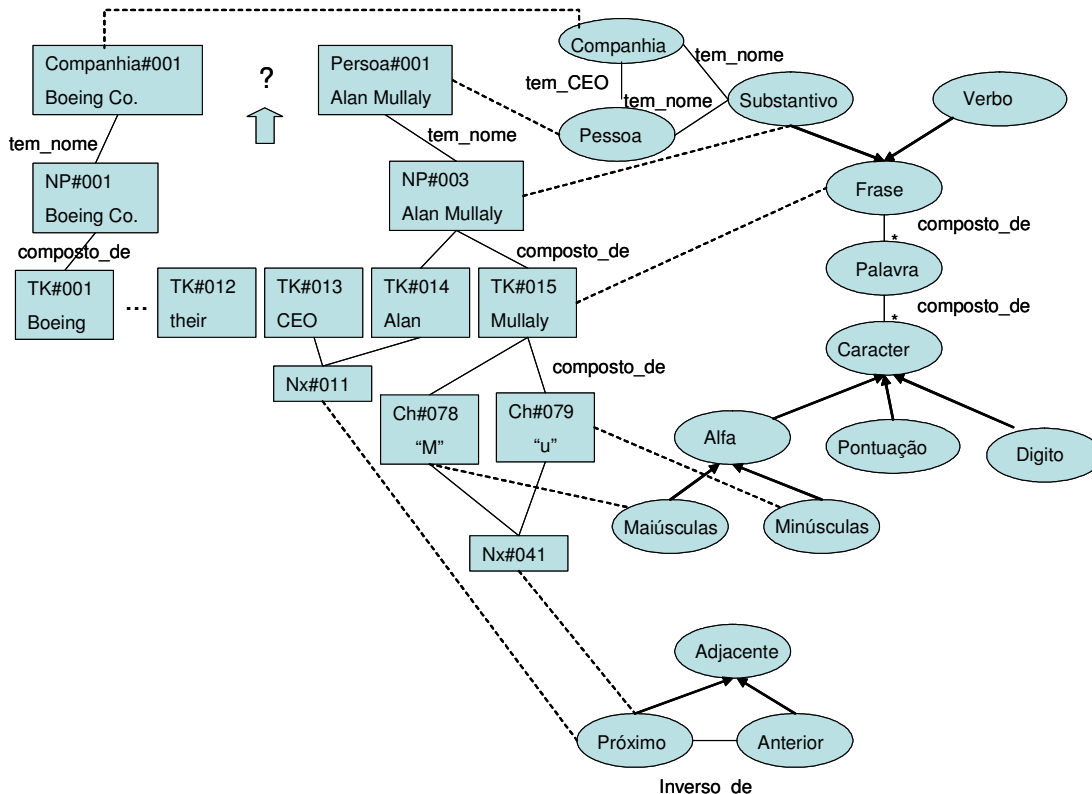 Companhia#001
Boeing Co.
?
Persoa#001
Alan Mullaly
Companhia
tem_nome
tem_CEO
tem_nome
Substantivo
Verbo
Pessoa
tem_nome
tem_nome
NP#001
Boeing Co.
NP#003
Alan Mullaly
Frase
composto_de
*
composto_de
composto_de
Palavra
TK#001
Boeing
...
TK#012
their
TK#013
CEO
TK#014
Alan
TK#015
Mullaly
composto_de
*
Caracter
Nx#011
composto_de
Ch#078
“M”
Ch#079
“u”
Alfa
Pontuação
Digito
Maiúsculas
Minúsculas
Nx#041
Adjacente
Próximo
Anterior
Inverso_de